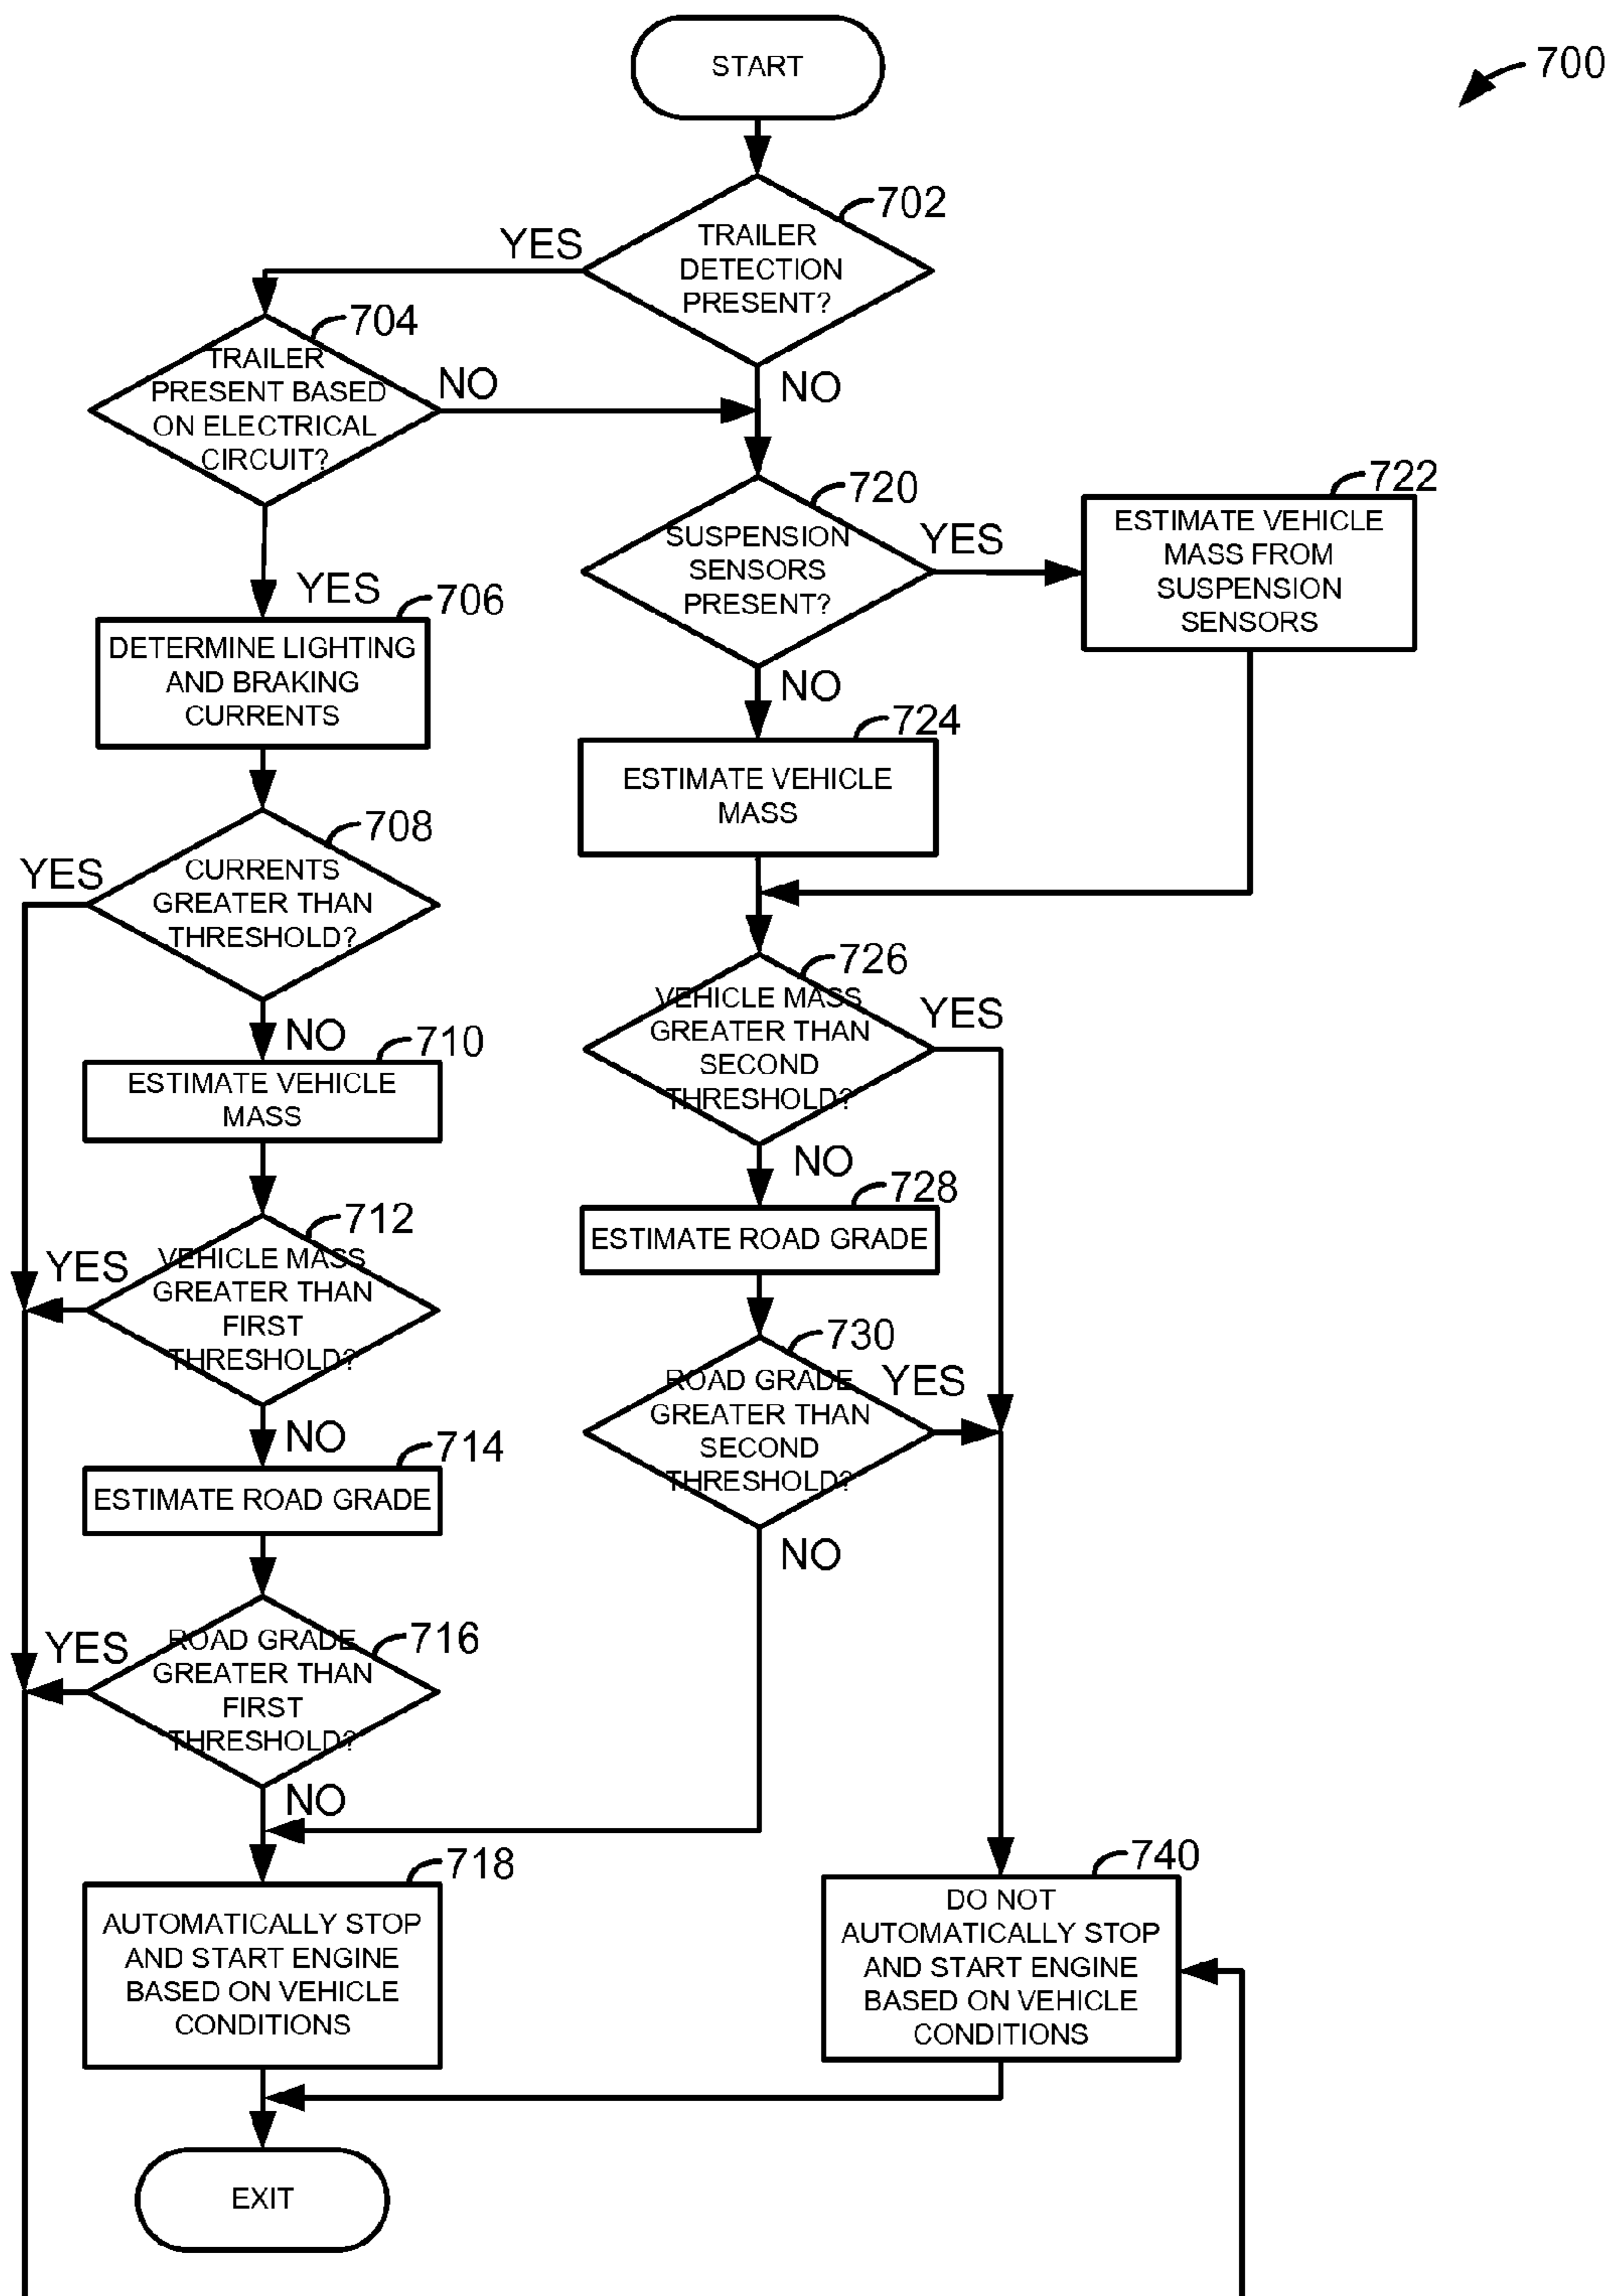 START
700
702
TRAILER
DETECTION
PRESENT?
YES
NO
704
TRAILER
PRESENT BASED
ON ELECTRICAL
CIRCUIT?
NO
YES
720
SUSPENSION
SENSORS
PRESENT?
YES
NO
722
ESTIMATE VEHICLE
MASS FROM
SUSPENSION
SENSORS
706
DETERMINE LIGHTING
AND BRAKING
CURRENTS
724
ESTIMATE VEHICLE
MASS
708
CURRENTS
GREATER THAN
THRESHOLD?
YES
NO
726
VEHICLE MASS
GREATER THAN
SECOND
THRESHOLD?
YES
NO
710
ESTIMATE VEHICLE
MASS
728
ESTIMATE ROAD GRADE
712
VEHICLE MASS
GREATER THAN
FIRST
THRESHOLD?
YES
NO
730
ROAD GRADE
GREATER THAN
SECOND
THRESHOLD?
YES
NO
714
ESTIMATE ROAD GRADE
716
ROAD GRADE
GREATER THAN
FIRST
THRESHOLD?
YES
NO
718
AUTOMATICALLY STOP
AND START ENGINE
BASED ON VEHICLE
CONDITIONS
740
DO NOT
AUTOMATICALLY STOP
AND START ENGINE
BASED ON VEHICLE
CONDITIONS
EXIT